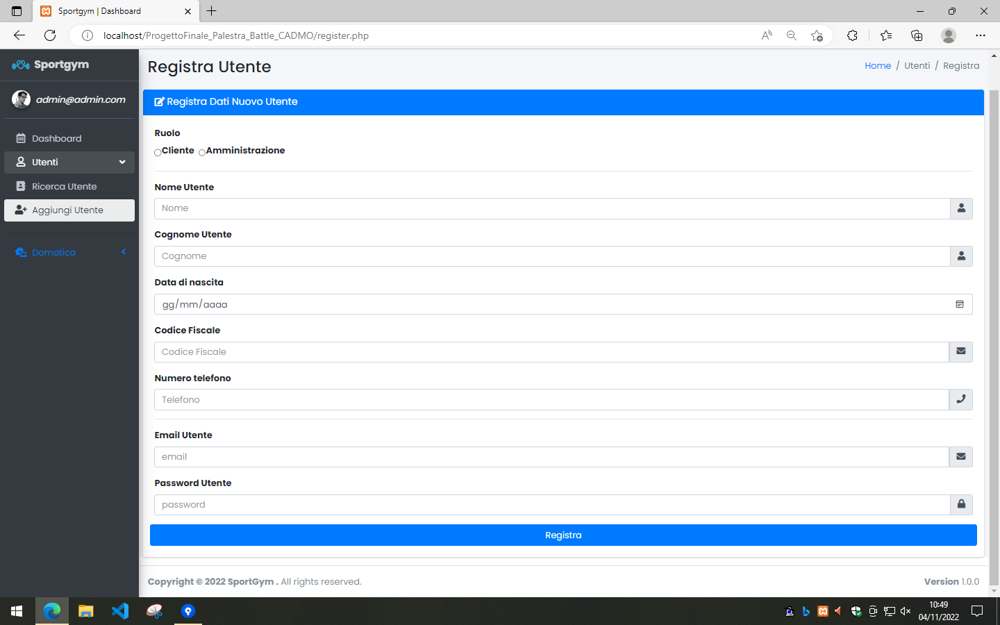 Sportgym | Dashboard
localhost/ProgettoFinale_Palestra_Battle_CADMO/register.php
Sportgym
admin@admin.com
Dashboard
Utenti
Ricerca Utente
Aggiungi Utente
Domotica
Registra Utente
Home / Utenti / Registra
Registra Dati Nuovo Utente
Ruolo
Cliente Amministrazione
Nome Utente
Nome
Cognome Utente
Cognome
Data di nascita
gg/mm/aaaa
Codice Fiscale
Codice Fiscale
Numero telefono
Telefono
Email Utente
email
Password Utente
password
Registra
Copyright © 2022 SportGym . All rights reserved.
Version 1.0.0
10:49
04/11/2022